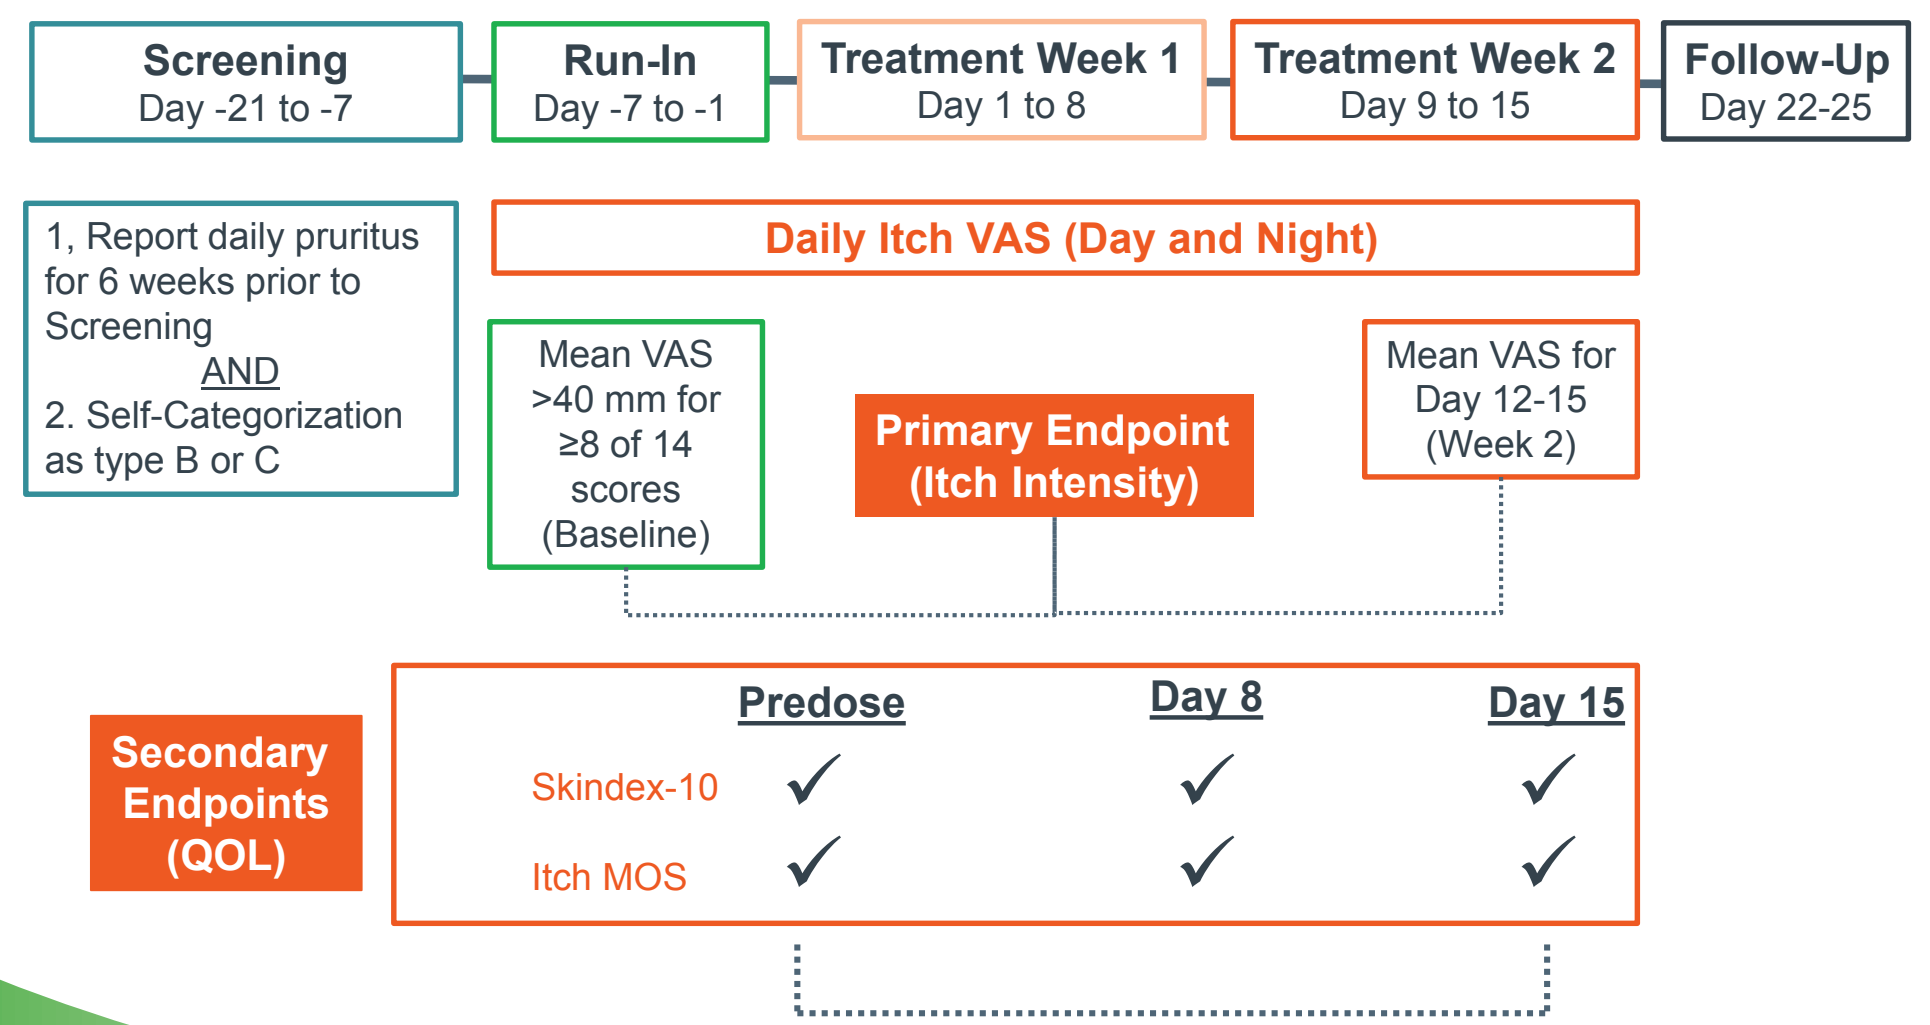 Screening
Day -21 to -7
Run-In
Day -7 to -1
Treatment Week 1
Day 1 to 8
Treatment Week 2
Day 9 to 15
Follow-Up
Day 22-25
1, Report daily pruritus
for 6 weeks prior to
Screening
AND
2. Self-Categorization
as type B or C
Daily Itch VAS (Day and Night)
Mean VAS
>40 mm for
≥8 of 14
scores
(Baseline)
Primary Endpoint
(Itch Intensity)
Mean VAS for
Day 12-15
(Week 2)
Secondary
Endpoints
(QOL)
Predose
Day 8
Day 15
Skindex-10
Itch MOS